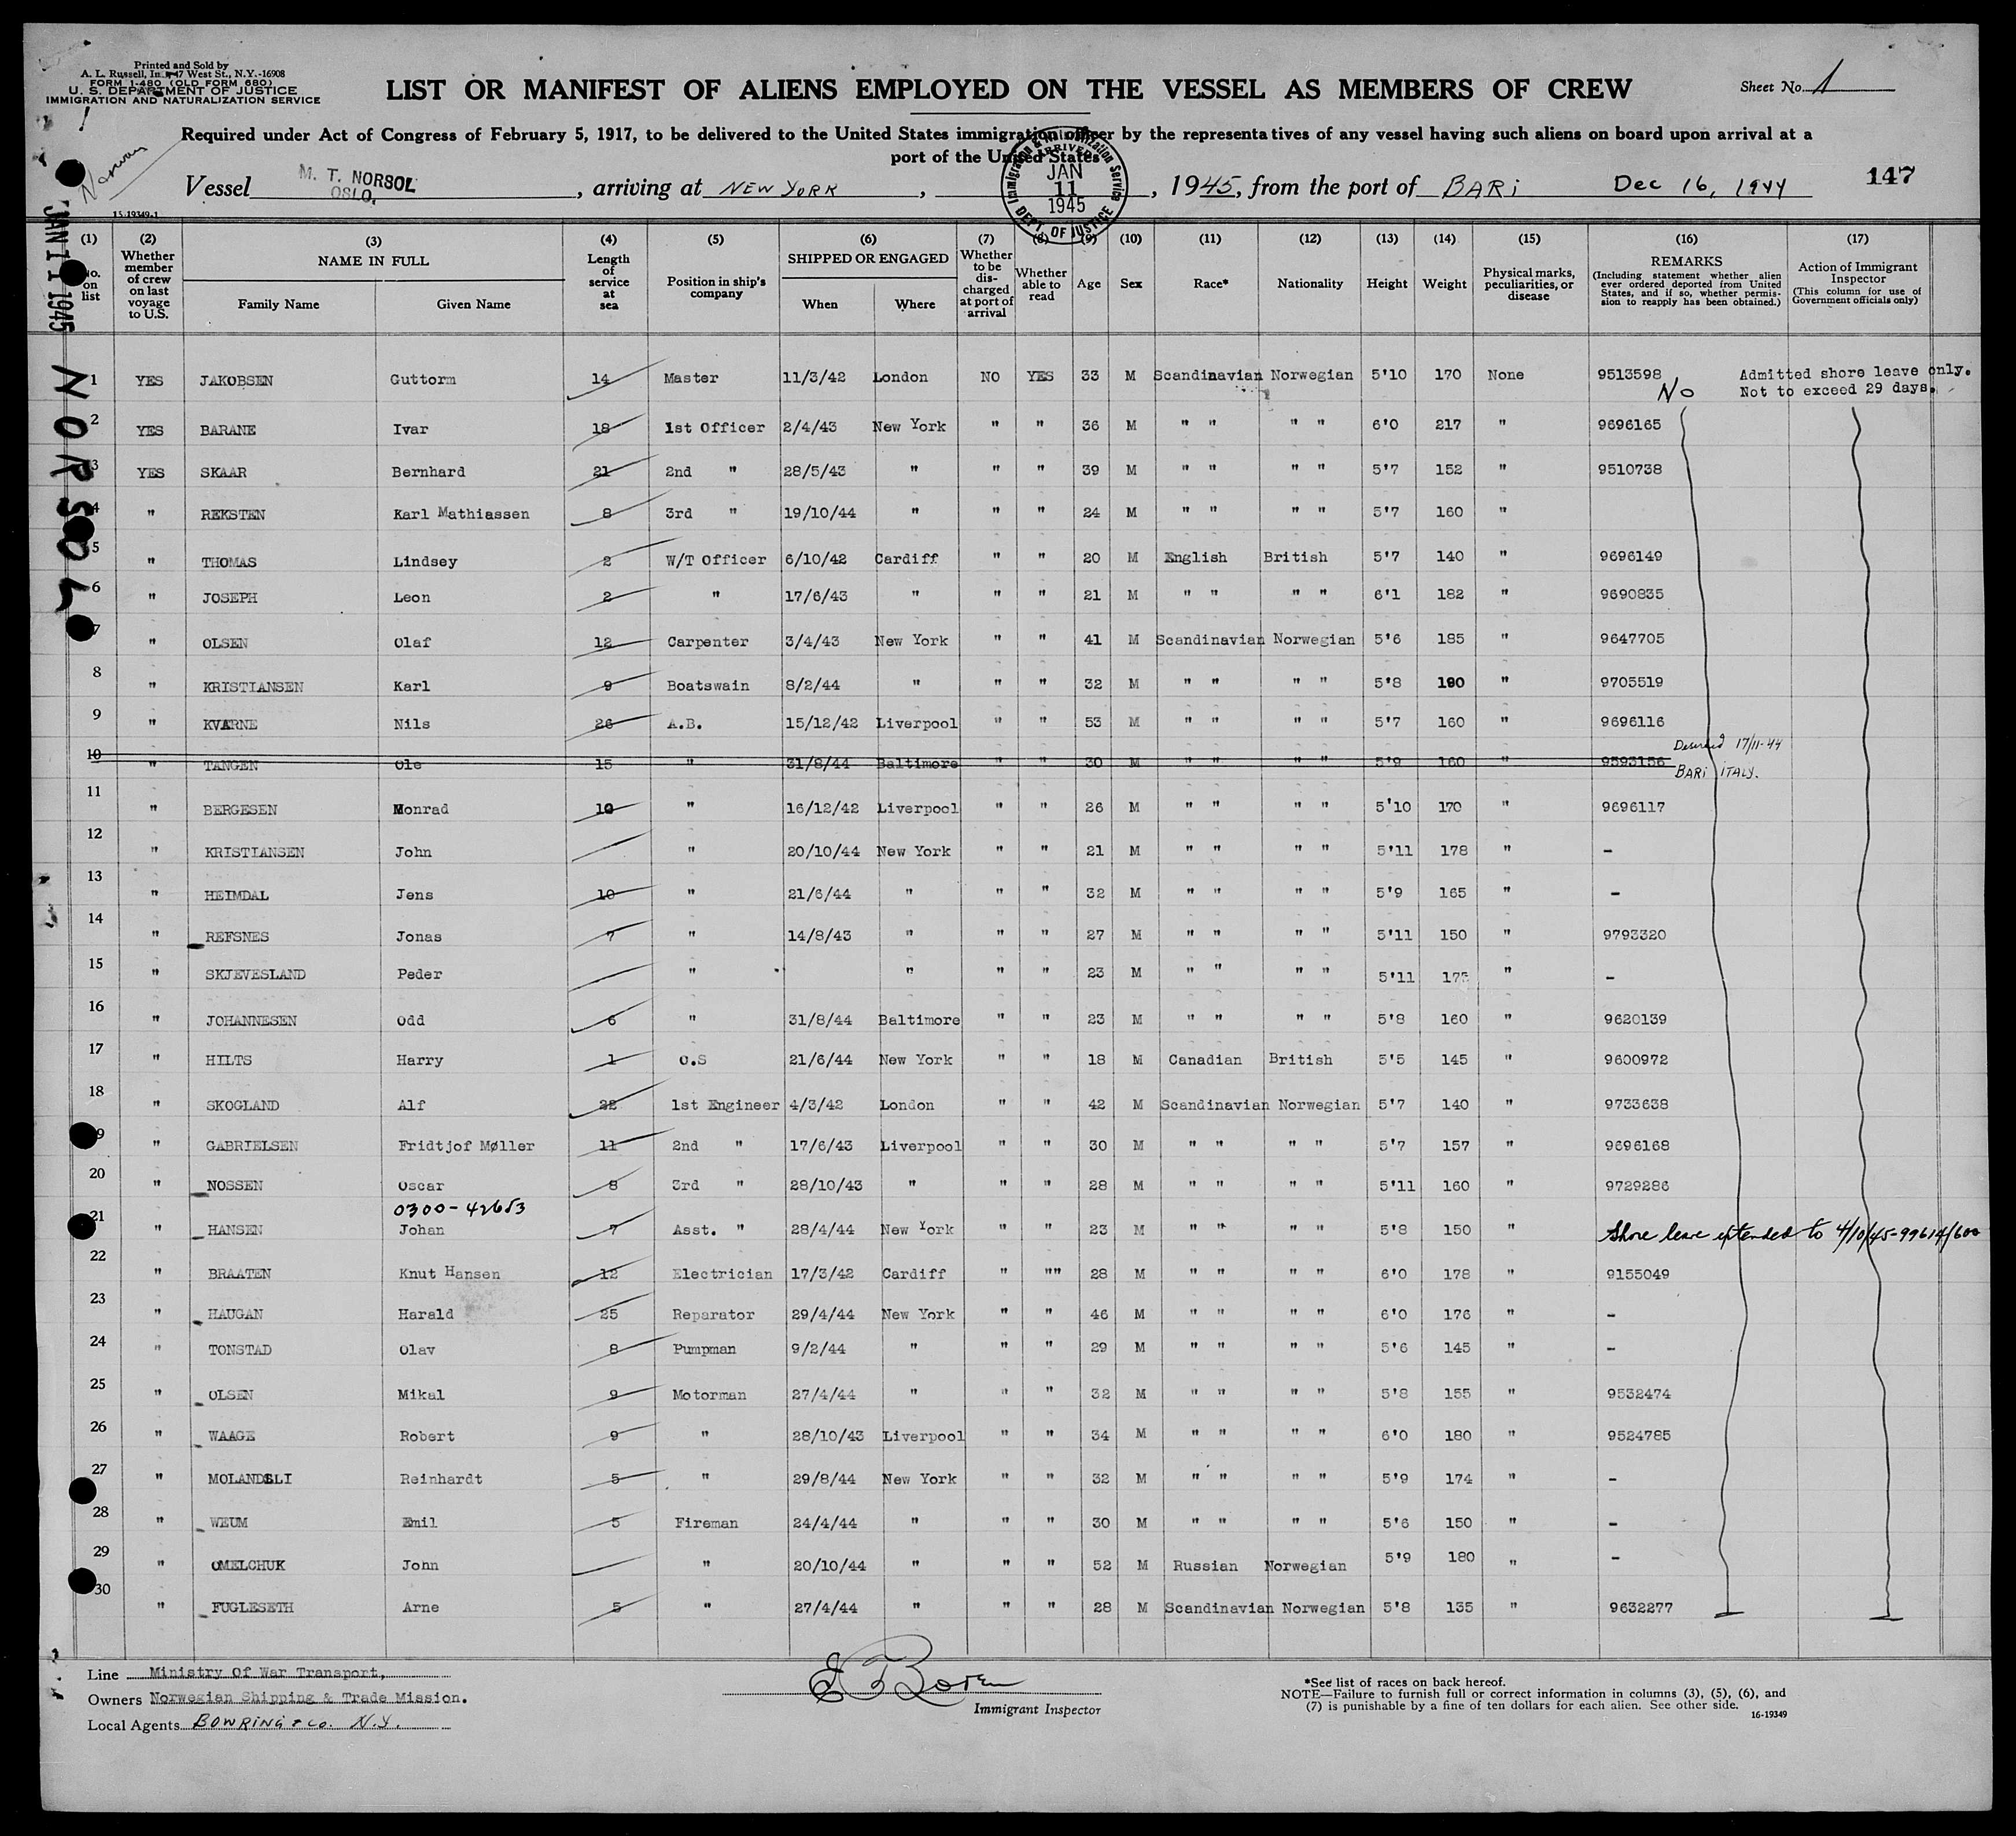 Printed and Sold by
A. L. Russell, Inc. 47 West St., N.Y.-16908
FORM I-480 (OLD FORM 680)
U. S. DEPARTMENT OF JUSTICE
IMMIGRATION AND NATURALIZATION SERVICE
LIST OR MANIFEST OF ALIENS EMPLOYED ON THE VESSEL AS MEMBERS OF CREW
Sheet No. 1
Required under Act of Congress of February 5, 1917, to be delivered to the United States immigration officer by the representatives of any vessel having such aliens on board upon arrival at a
port of the United States
Norway
Vessel M. T. NORSOL OSLO. , arriving at NEW YORK , , 1945, from the port of BARI Dec 16, 1944 147
Immigration & Naturalization Service ARRIVED JAN 11 1945 DEPT. OF JUSTICE
15-19349-1
JAN 11 1945 NORSOL
(1) No. on list (2) Whether member of crew on last voyage to U.S. (3) NAME IN FULL Family Name Given Name (4) Length of service at sea (5) Position in ship's company (6) SHIPPED OR ENGAGED When Where (7) Whether to be discharged at port of arrival (8) Whether able to read (9) Age (10) Sex (11) Race* (12) Nationality (13) Height (14) Weight (15) Physical marks, peculiarities, or disease (16) REMARKS (Including statement whether alien ever ordered deported from United States, and if so, whether permission to reapply has been obtained.) (17) Action of Immigrant Inspector (This column for use of Government officials only)
1 YES JAKOBSEN Guttorm 14 Master 11/3/42 London NO YES 33 M Scandinavian Norwegian 5'10 170 None 9513598 No Admitted shore leave only. Not to exceed 29 days.
2 YES BARANE Ivar 18 1st Officer 2/4/43 New York " " 36 M " " " " 6'0 217 " 9696165
3 YES SKAAR Bernhard 21 2nd " 28/5/43 " " " 39 M " " " " 5'7 152 " 9510738
4 " REKSTEN Karl Mathiassen 8 3rd " 19/10/44 " " " 24 M " " " " 5'7 160 "
5 " THOMAS Lindsey 2 W/T Officer 6/10/42 Cardiff " " 20 M English British 5'7 140 " 9696149
6 " JOSEPH Leon 2 " 17/6/43 " " " 21 M " " " " 6'1 182 " 9690835
7 " OLSEN Olaf 12 Carpenter 3/4/43 New York " " 41 M Scandinavian Norwegian 5'6 185 " 9647705
8 " KRISTIANSEN Karl 9 Boatswain 8/2/44 " " " 32 M " " " " 5'8 190 " 9705519
9 " KVARNE Nils 26 A.B. 15/12/42 Liverpool " " 53 M " " " " 5'7 160 " 9696116
10 " TANGEN Ole 15 " 31/8/44 Baltimore " " 30 M " " " " 5'9 160 " 9593156 Deserted 17/11-44 BARI ITALY.
11 " BERGESEN Monrad 10 " 16/12/42 Liverpool " " 26 M " " " " 5'10 170 " 9696117
12 " KRISTIANSEN John " 20/10/44 New York " " 21 M " " " " 5'11 178 " -
13 " HEIMDAL Jens 10 " 21/6/44 " " " 32 M " " " " 5'9 165 " -
14 " REFSNES Jonas 7 " 14/8/43 " " " 27 M " " " " 5'11 150 " 9793320
15 " SKJEVESLAND Peder " " " " 23 M " " " " 5'11 175 " -
16 " JOHANNESEN Odd 6 " 31/8/44 Baltimore " " 23 M " " " " 5'8 160 " 9620139
17 " HILTS Harry 1 O.S 21/6/44 New York " " 18 M Canadian British 5'5 145 " 9600972
18 " SKOGLAND Alf 22 1st Engineer 4/3/42 London " " 42 M Scandinavian Norwegian 5'7 140 " 9733638
19 " GABRIELSEN Fridtjof Møller 11 2nd " 17/6/43 Liverpool " " 30 M " " " " 5'7 157 " 9696168
20 " NOSSEN Oscar 8 3rd " 28/10/43 " " " 28 M " " " " 5'11 160 " 9729286
0300-42653
21 " HANSEN Johan 7 Asst. " 28/4/44 New York " " 23 M " " " " 5'8 150 " Shore leave extended to 4/10/45-99614/600
22 " BRAATEN Knut Hansen 12 Electrician 17/3/42 Cardiff " "" 28 M " " " " 6'0 178 " 9155049
23 " HAUGAN Harald 25 Reparator 29/4/44 New York " " 46 M " " " " 6'0 176 " -
24 " TONSTAD Olav 8 Pumpman 9/2/44 " " " 29 M " " " " 5'6 145 " -
25 " OLSEN Mikal 9 Motorman 27/4/44 " " " 32 M " " " " 5'8 155 " 9532474
26 " WAAGE Robert 9 " 28/10/43 Liverpool " " 34 M " " " " 6'0 180 " 9524785
27 " MOLANDSLI Reinhardt 5 " 29/8/44 New York " " 32 M " " " " 5'9 174 " -
28 " WEUM Emil 5 Fireman 24/4/44 " " " 30 M " " " " 5'6 150 " -
29 " OMELCHUK John " 20/10/44 " " " 52 M Russian Norwegian 5'9 180 " -
30 " FUGLESETH Arne 5 " 27/4/44 " " " 28 M Scandinavian Norwegian 5'8 135 " 9632277
Line Ministry Of War Transport,
Owners Norwegian Shipping & Trade Mission.
Local Agents BOWRING & CO. N.Y.
Immigrant Inspector
*See list of races on back hereof.
NOTE—Failure to furnish full or correct information in columns (3), (5), (6), and
(7) is punishable by a fine of ten dollars for each alien. See other side.
16-19349